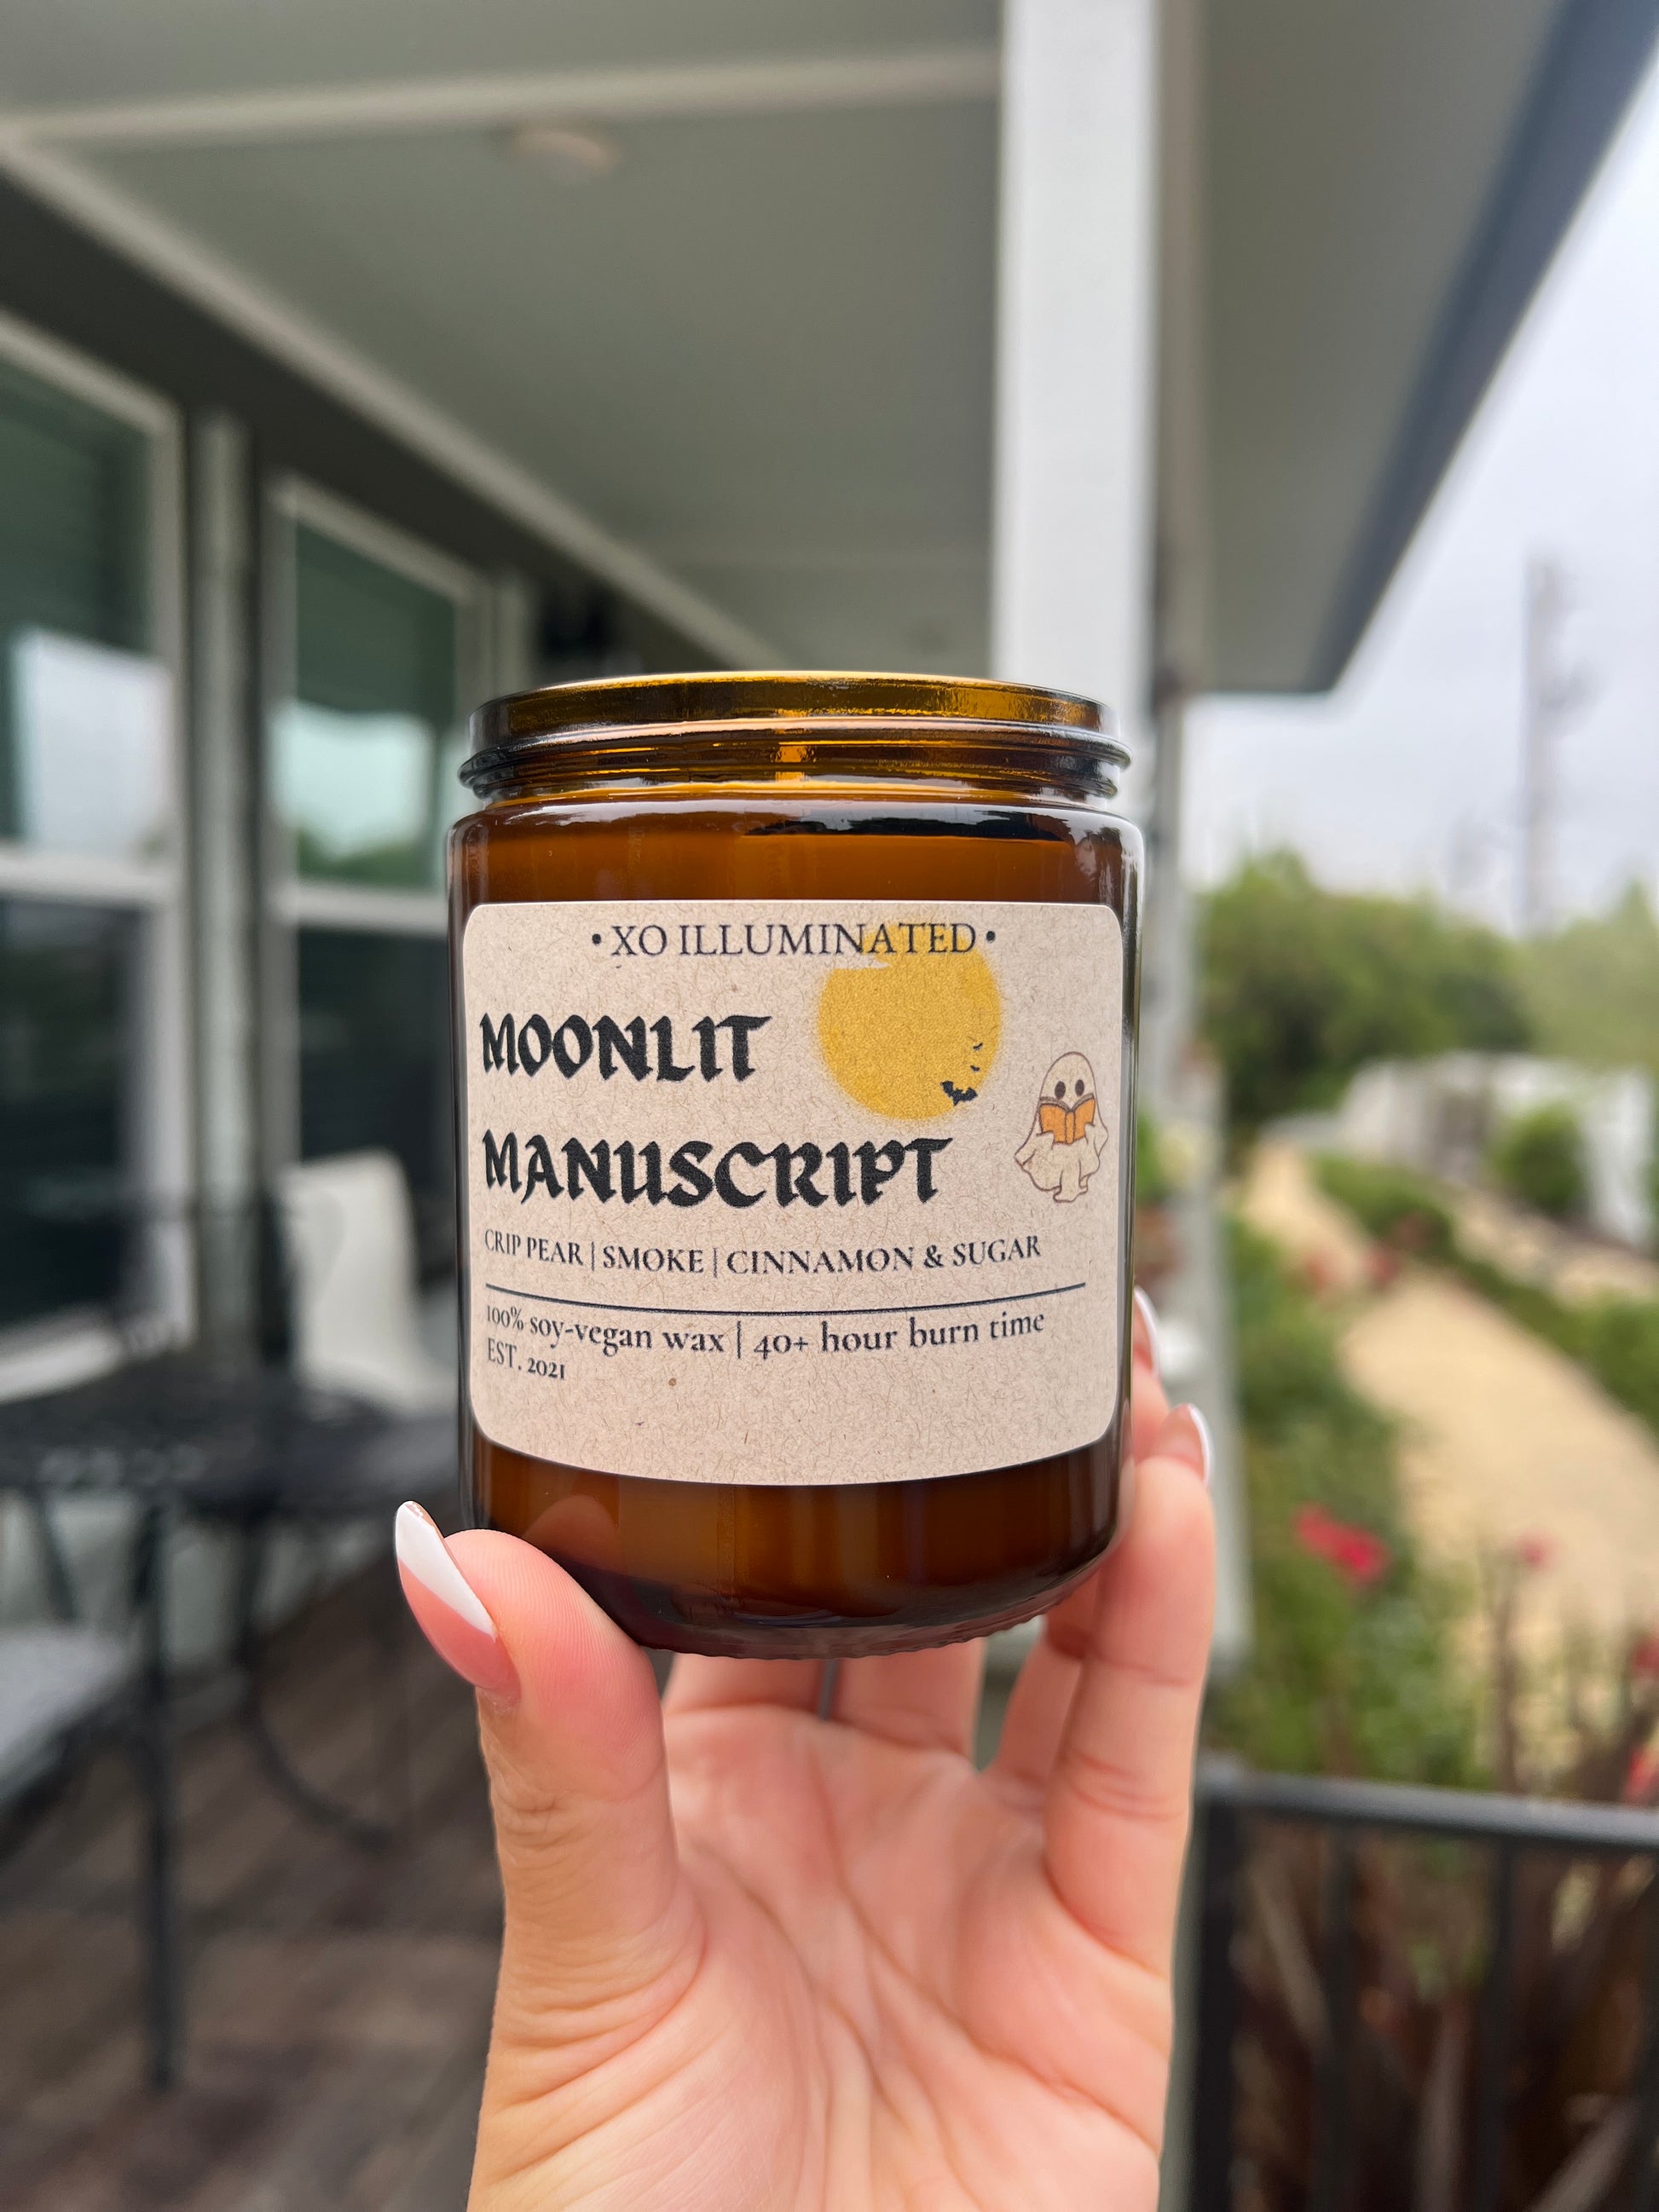 • XO ILLUMINATED •
MOONLIT
MANUSCRIPT
CRIP PEAR | SMOKE | CINNAMON & SUGAR
100% soy-vegan wax | 40+ hour burn time
EST. 2021